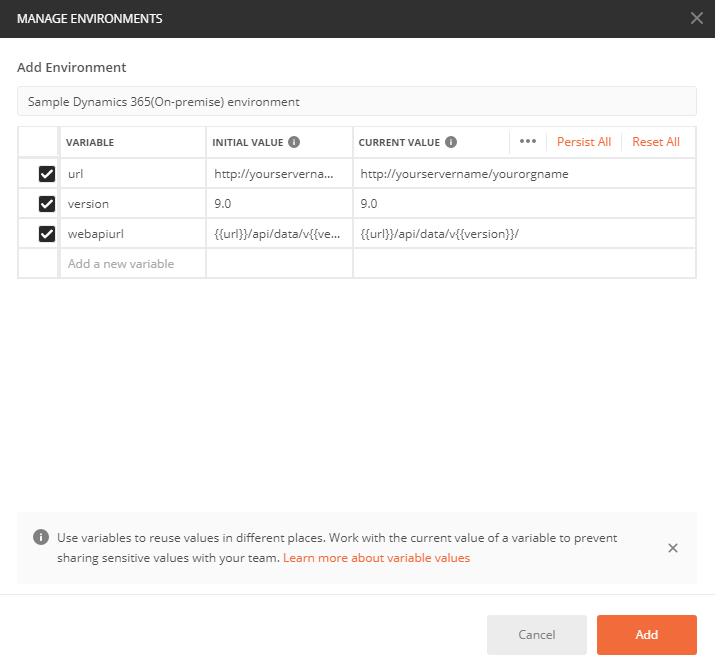 MANAGE ENVIRONMENTS
Add Environment
Sample Dynamics 365(On-premise) environment
VARIABLE INITIAL VALUE CURRENT VALUE ••• Persist All Reset All
url http://yourserverna... http://yourservername/yourorgname
version 9.0 9.0
webapiurl {{url}}/api/data/v{{ve... {{url}}/api/data/v{{version}}/
Add a new variable
Use variables to reuse values in different places. Work with the current value of a variable to prevent
sharing sensitive values with your team. Learn more about variable values
Cancel Add